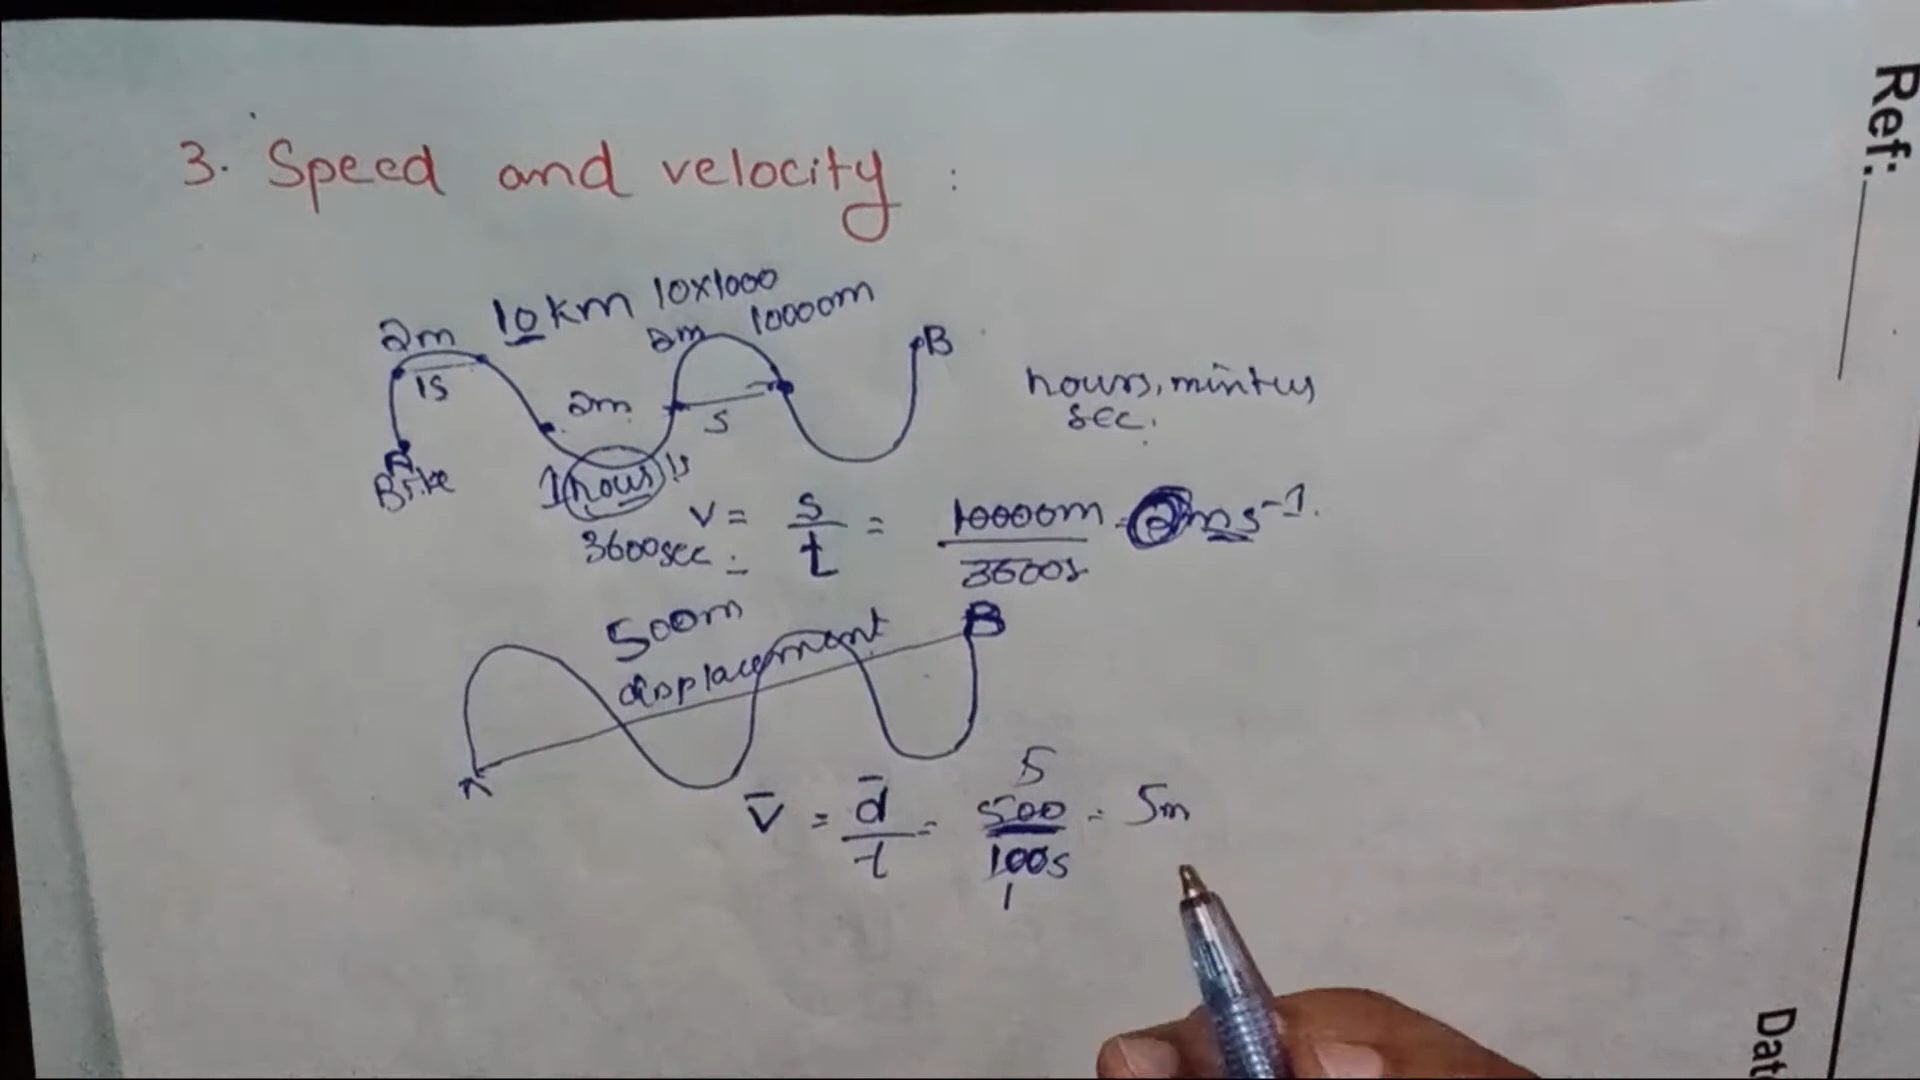 Ref:
3. Speed and velocity :
2m 10km 10x1000
2m 10000m
B
1s
2m
s
hours, mintus
sec.
A
Bike
1 hours 1s
V = s/t = 10000m/3600s = 2ms⁻¹.
3600sec
500m
displacement
B
A
V̄ = d̄/t = 500/100s = 5m
5
1
Dat